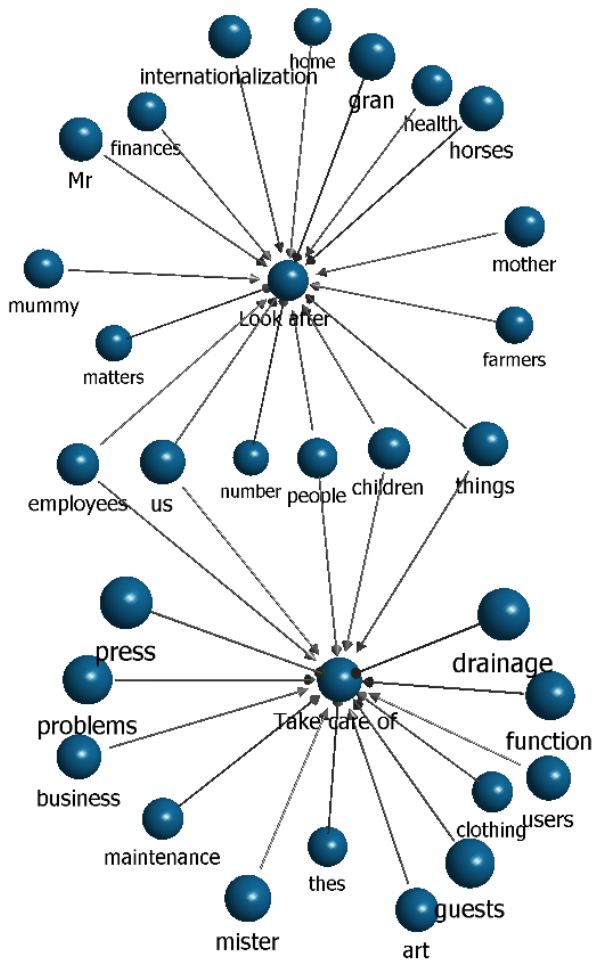 home
internationalization
gran
health
finances
horses
Mr
mother
mummy
Look after
farmers
matters
employees
us
number
people
children
things
press
drainage
problems
Take care of
function
business
users
clothing
maintenance
thes
guests
mister
art